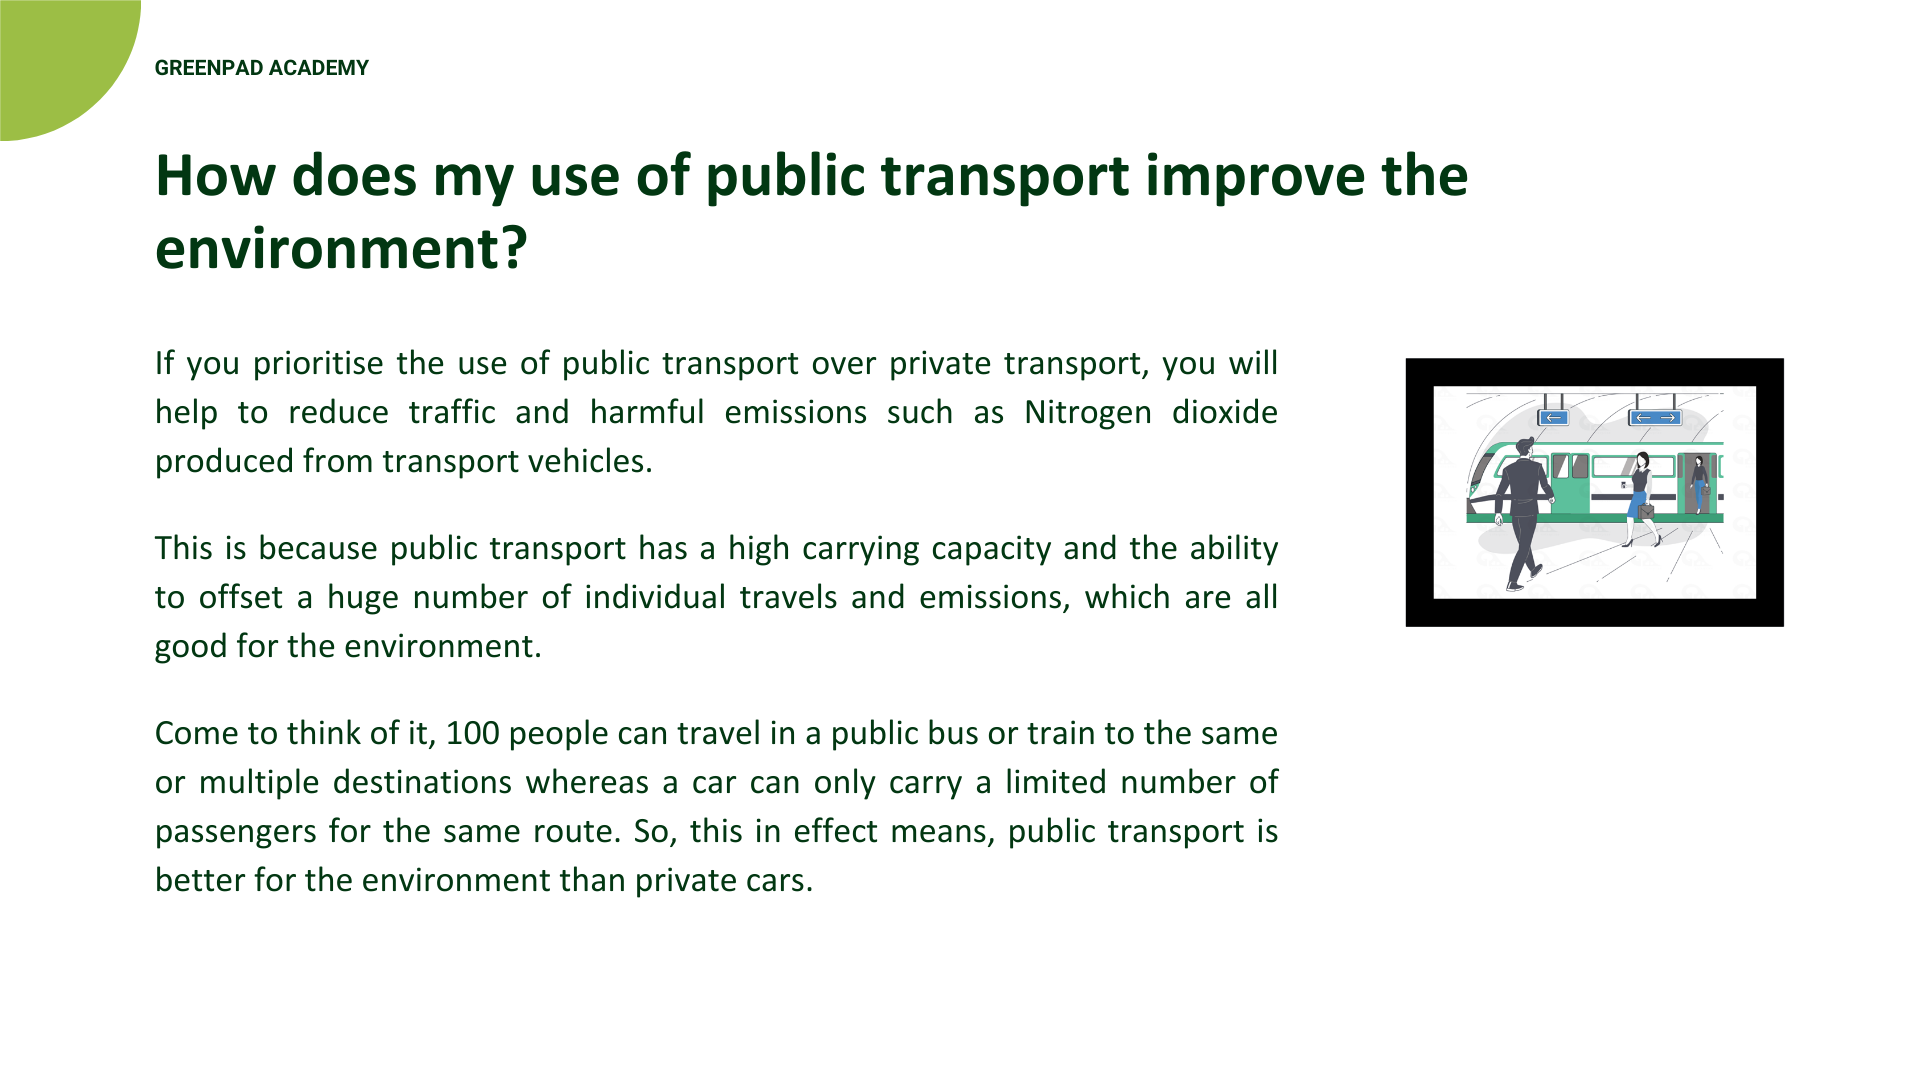 GREENPAD ACADEMY
How does my use of public transport improve the
environment?
If you prioritise the use of public transport over private transport, you will
help to reduce traffic and harmful emissions such as Nitrogen dioxide
produced from transport vehicles.
This is because public transport has a high carrying capacity and the ability
to offset a huge number of individual travels and emissions, which are all
good for the environment.
Come to think of it, 100 people can travel in a public bus or train to the same
or multiple destinations whereas a car can only carry a limited number of
passengers for the same route. So, this in effect means, public transport is
better for the environment than private cars.